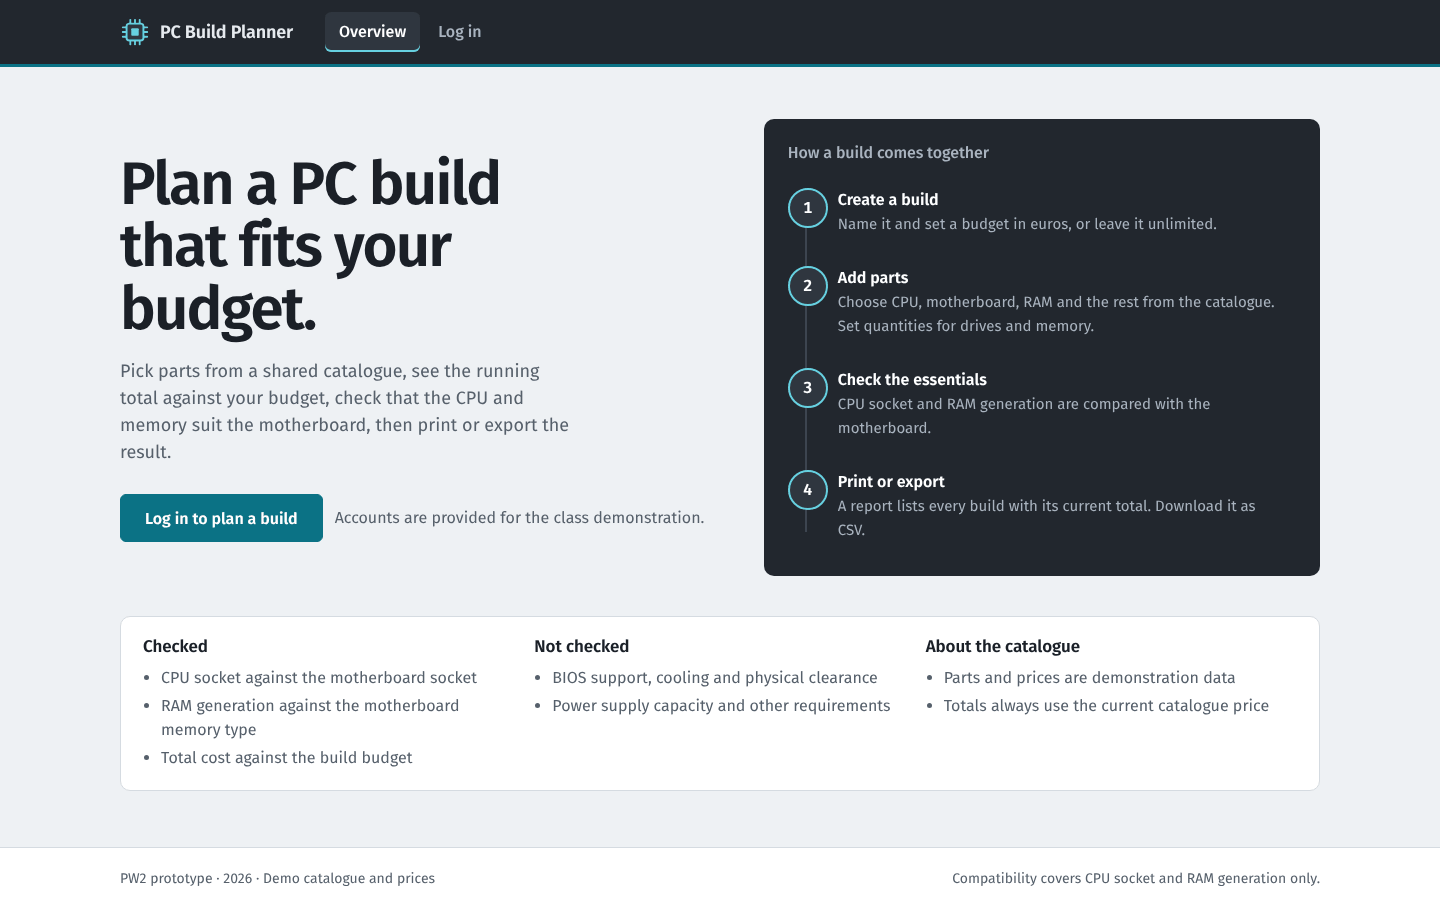 PC Build Planner
Overview
Log in
Plan a PC build
that fits your
budget.
Pick parts from a shared catalogue, see the running
total against your budget, check that the CPU and
memory suit the motherboard, then print or export the
result.
Log in to plan a build
Accounts are provided for the class demonstration.
How a build comes together
1
Create a build
Name it and set a budget in euros, or leave it unlimited.
2
Add parts
Choose CPU, motherboard, RAM and the rest from the catalogue.
Set quantities for drives and memory.
3
Check the essentials
CPU socket and RAM generation are compared with the
motherboard.
4
Print or export
A report lists every build with its current total. Download it as
CSV.
Checked
• CPU socket against the motherboard socket
• RAM generation against the motherboard
memory type
• Total cost against the build budget
Not checked
• BIOS support, cooling and physical clearance
• Power supply capacity and other requirements
About the catalogue
• Parts and prices are demonstration data
• Totals always use the current catalogue price
PW2 prototype · 2026 · Demo catalogue and prices
Compatibility covers CPU socket and RAM generation only.